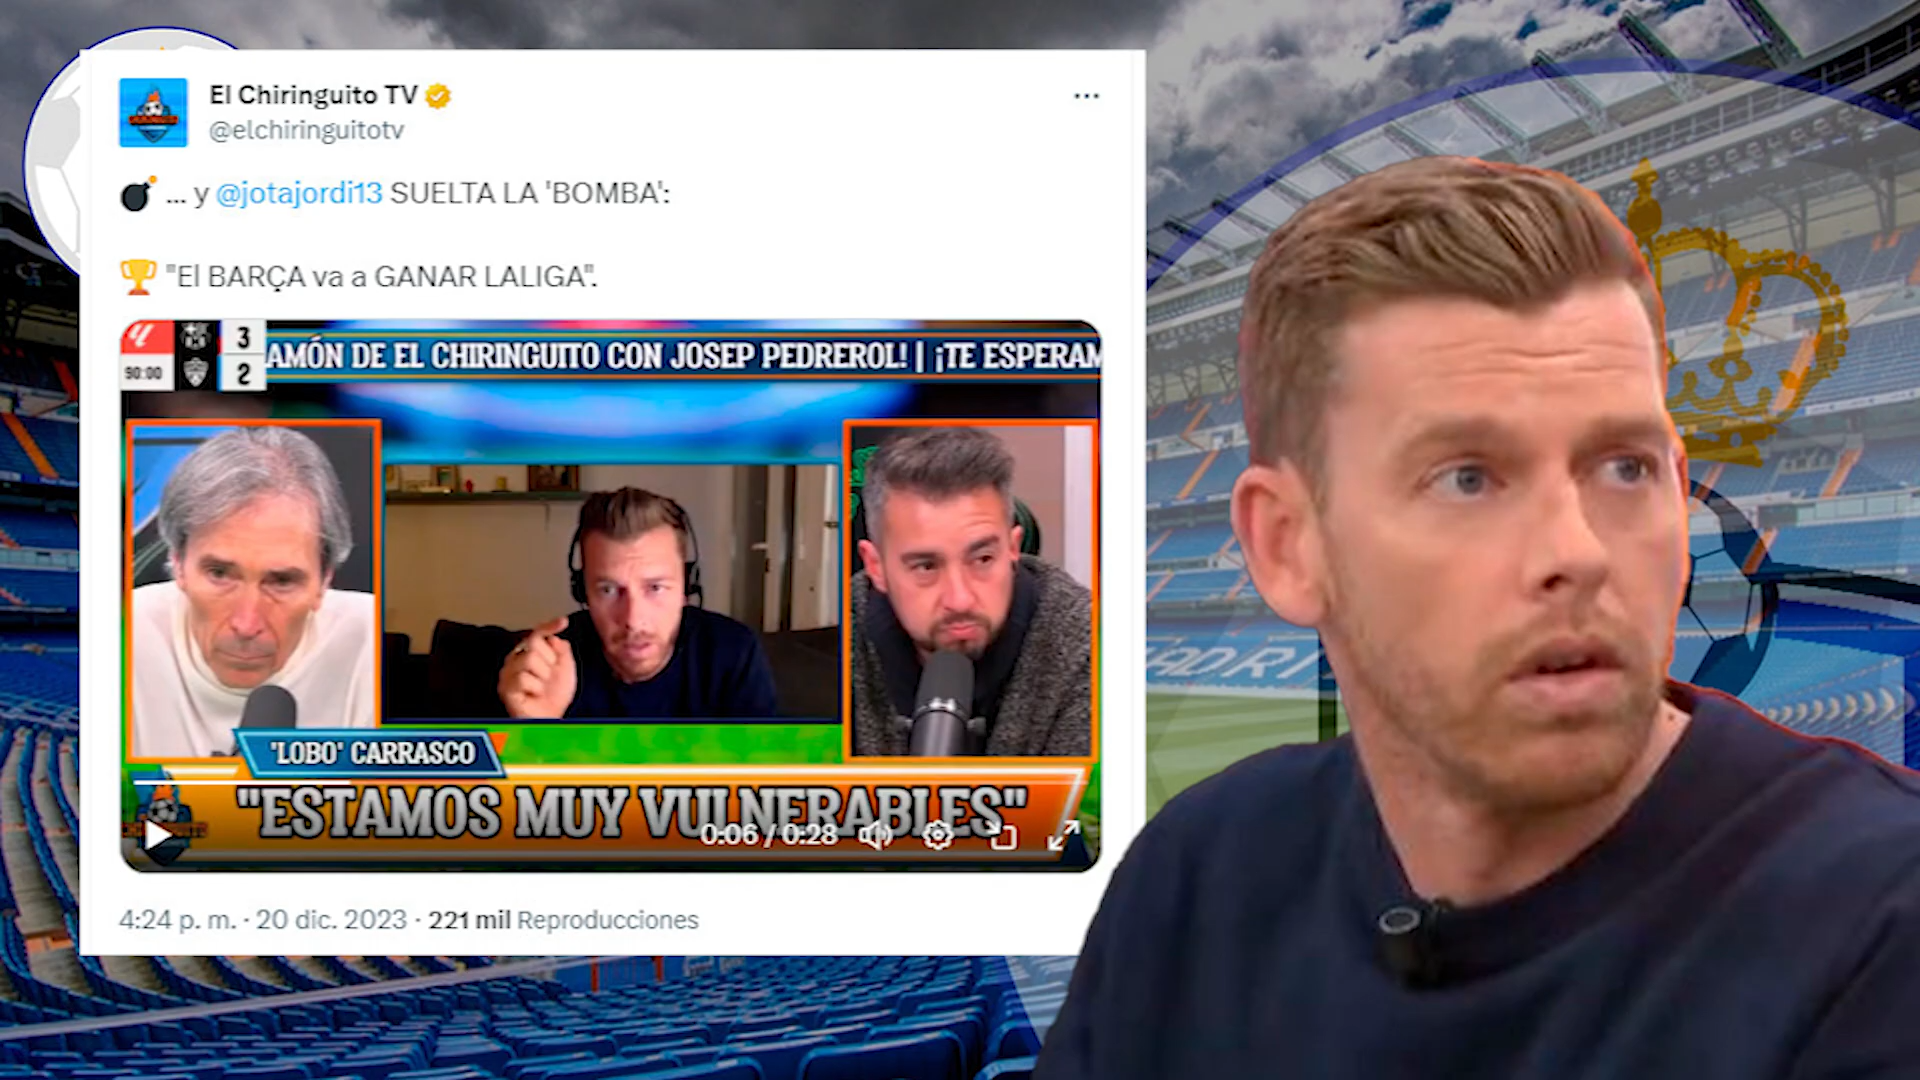 El Chiringuito TV
@elchiringuitotv
... y @jotajordi13 SUELTA LA 'BOMBA':
"El BARÇA va a GANAR LALIGA".
3
90:00
2
AMÓN DE EL CHIRINGUITO CON JOSEP PEDREROL! | ¡TE ESPERAM
'LOBO' CARRASCO
"ESTAMOS MUY VULNERABLES"
0:06 / 0:28
4:24 p. m. · 20 dic. 2023 · 221 mil Reproducciones
ADRI